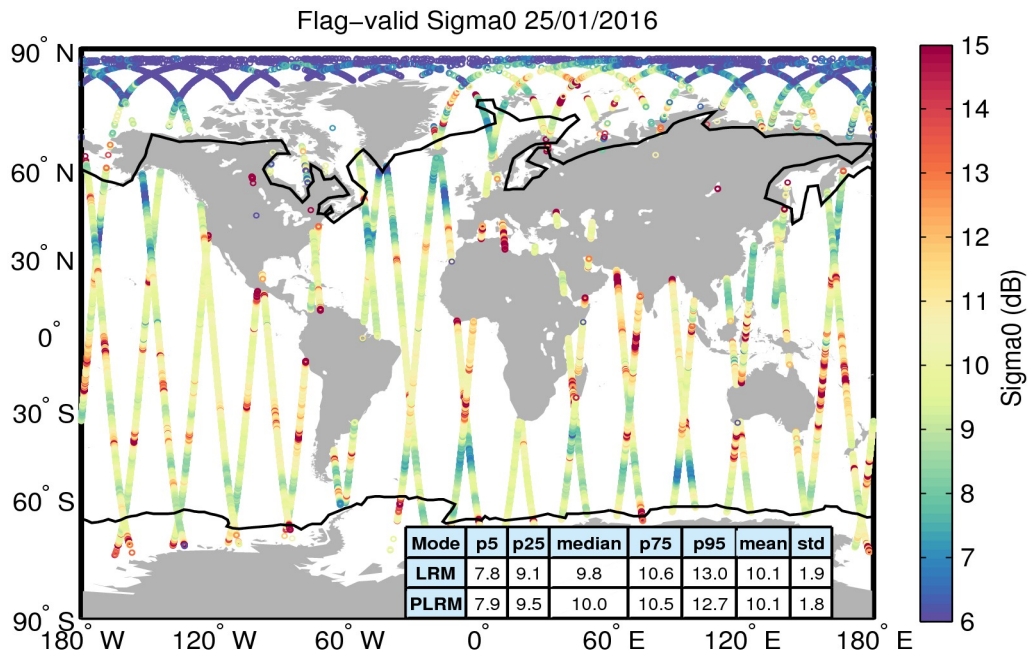 Flag−valid Sigma0 25/01/2016
90° N
60° N
30° N
0°
30° S
60° S
90° S
180° W
120° W
60° W
0°
60° E
120° E
180° E
Mode p5 p25 median p75 p95 mean std
LRM 7.8 9.1 9.8 10.6 13.0 10.1 1.9
PLRM 7.9 9.5 10.0 10.5 12.7 10.1 1.8
15
14
13
12
11
10
9
8
7
6
Sigma0 (dB)